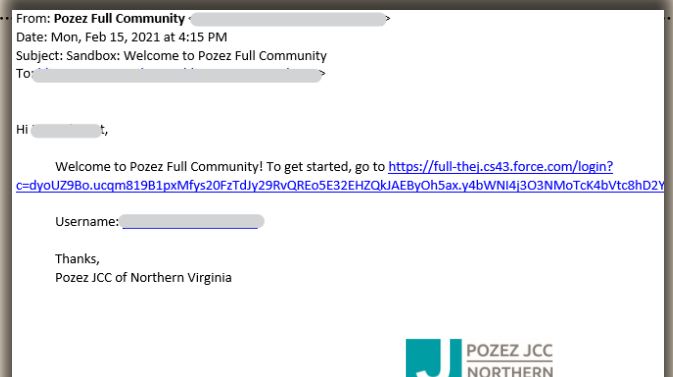 From: Pozez Full Community < >
Date: Mon, Feb 15, 2021 at 4:15 PM
Subject: Sandbox: Welcome to Pozez Full Community
To: >
Hi t,
Welcome to Pozez Full Community! To get started, go to https://full-thej.cs43.force.com/login?
c=dyoUZ9Bo.ucqm819B1pxMfys20FzTdJy29RvQREo5E32EHZQkJAEByOh5ax.y4bWNI4j3O3NMoTcK4bVtc8hD2Y
Username:
Thanks,
Pozez JCC of Northern Virginia
POZEZ JCC
NORTHERN